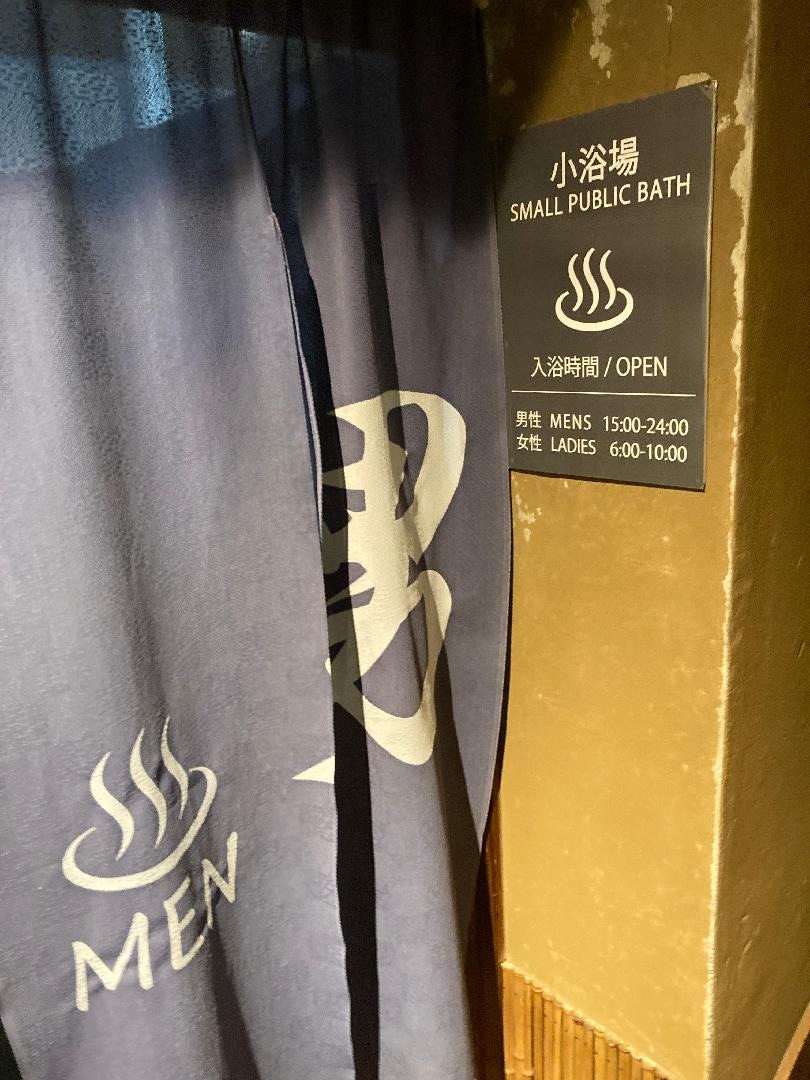 小浴場
SMALL PUBLIC BATH
入浴時間 / OPEN
男性 MENS 15:00-24:00
女性 LADIES 6:00-10:00
男
MEN